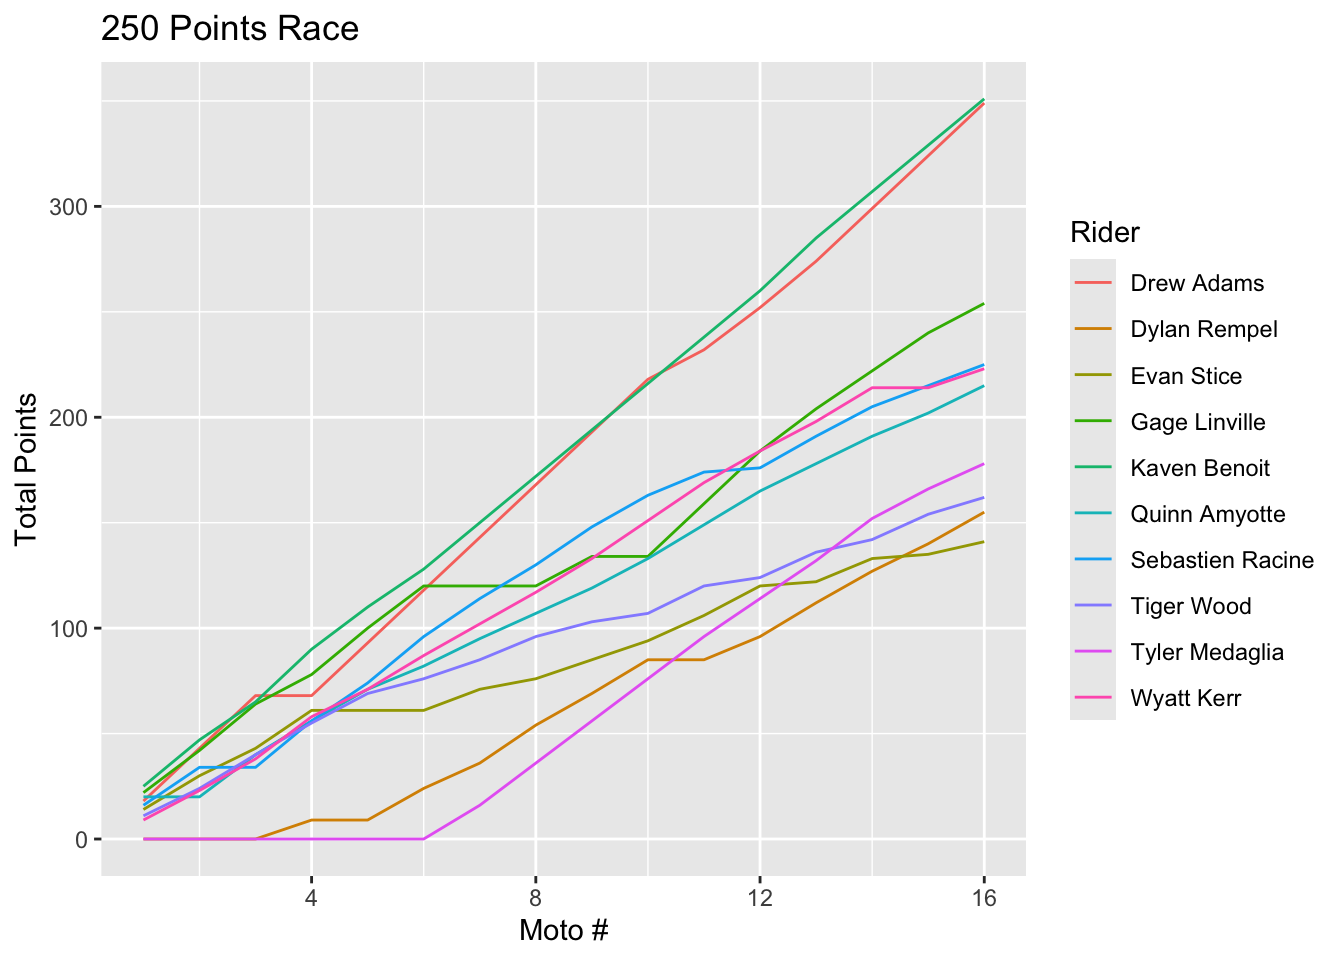 250 Points Race
300
200
100
0
Total Points
4 8 12 16
Moto #
Rider
Drew Adams
Dylan Rempel
Evan Stice
Gage Linville
Kaven Benoit
Quinn Amyotte
Sebastien Racine
Tiger Wood
Tyler Medaglia
Wyatt Kerr